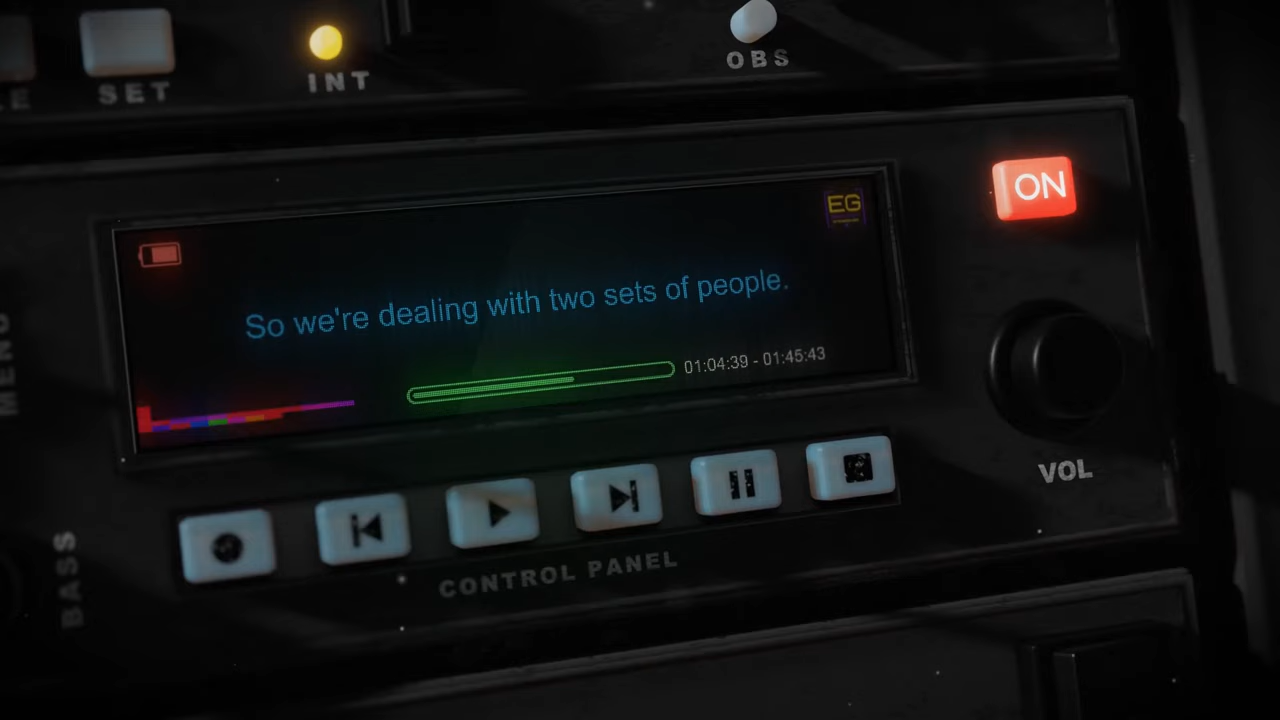 SET
INT
OBS
ON
EG
So we're dealing with two sets of people.
01:04:39 - 01:45:43
VOL
CONTROL PANEL
BASS
MENU